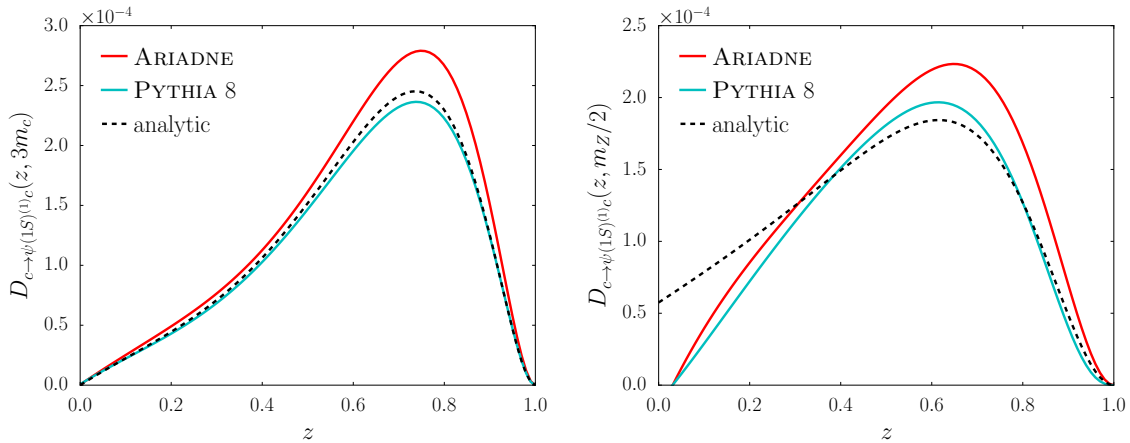 ×10⁻⁴
3.0
2.5
2.0
1.5
1.0
0.5
0.0
D_{c→ψ(1S)^{(1)}c}(z, 3m_c)
ARIADNE
PYTHIA 8
analytic
0.0 0.2 0.4 0.6 0.8 1.0
z
×10⁻⁴
2.5
2.0
1.5
1.0
0.5
0.0
D_{c→ψ(1S)^{(1)}c}(z, m_Z/2)
ARIADNE
PYTHIA 8
analytic
0.0 0.2 0.4 0.6 0.8 1.0
z